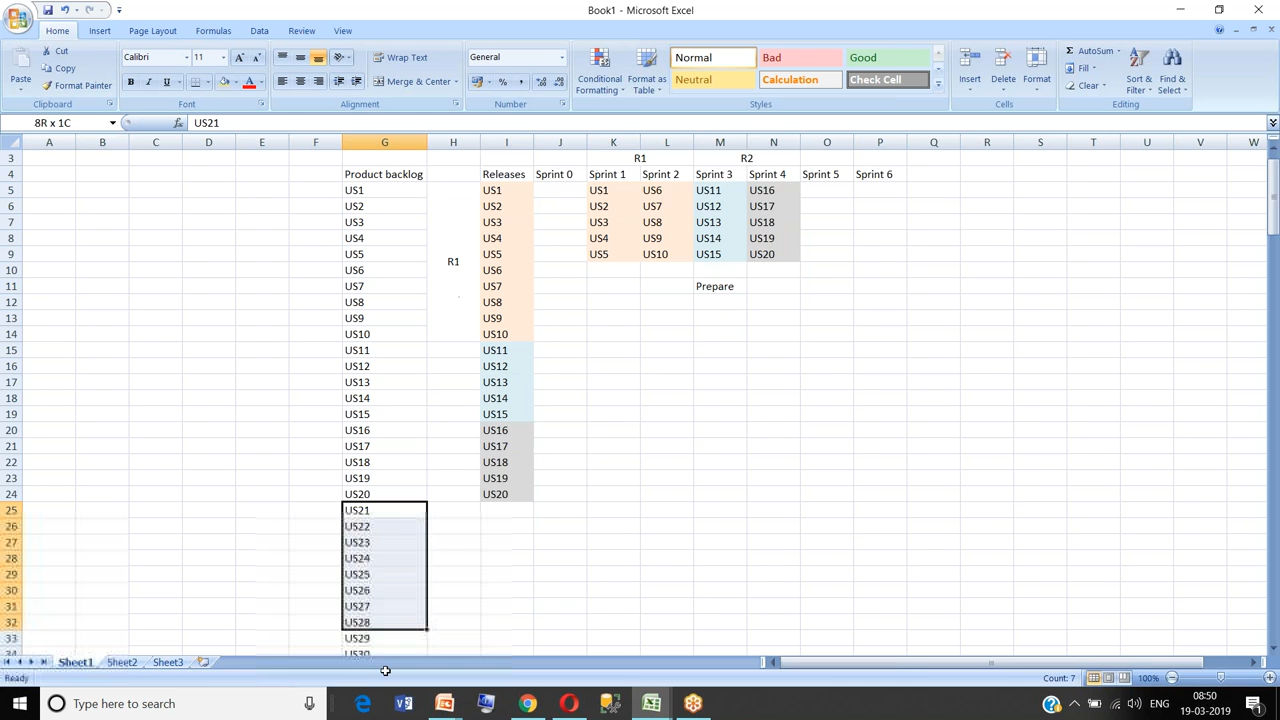 Book1 - Microsoft Excel
Home Insert Page Layout Formulas Data Review View
Paste
Cut
Copy
Format Painter
Clipboard
Calibri 11
B I U
Font
Wrap Text
Merge & Center
Alignment
General
Number
Conditional Formatting
Format as Table
Normal Bad Good
Neutral Calculation Check Cell
Styles
Insert Delete Format
Cells
AutoSum
Fill
Clear
Sort & Filter
Find & Select
Editing
8R x 1C fx US21
A B C D E F G H I J K L M N O P Q R S T U V W
3 R1 R2
4 Product backlog Releases Sprint 0 Sprint 1 Sprint 2 Sprint 3 Sprint 4 Sprint 5 Sprint 6
5 US1 US1 US1 US6 US11 US16
6 US2 US2 US2 US7 US12 US17
7 US3 US3 US3 US8 US13 US18
8 US4 US4 US4 US9 US14 US19
9 US5 US5 US5 US10 US15 US20
R1
10 US6 US6
11 US7 US7 Prepare
12 US8 US8
13 US9 US9
14 US10 US10
15 US11 US11
16 US12 US12
17 US13 US13
18 US14 US14
19 US15 US15
20 US16 US16
21 US17 US17
22 US18 US18
23 US19 US19
24 US20 US20
25 US21
26 US22
27 US23
28 US24
29 US25
30 US26
31 US27
32 US28
33 US29
34 US30
Sheet1 Sheet2 Sheet3
Ready Count: 7 100%
Type here to search
ENG
08:50
19-03-2019